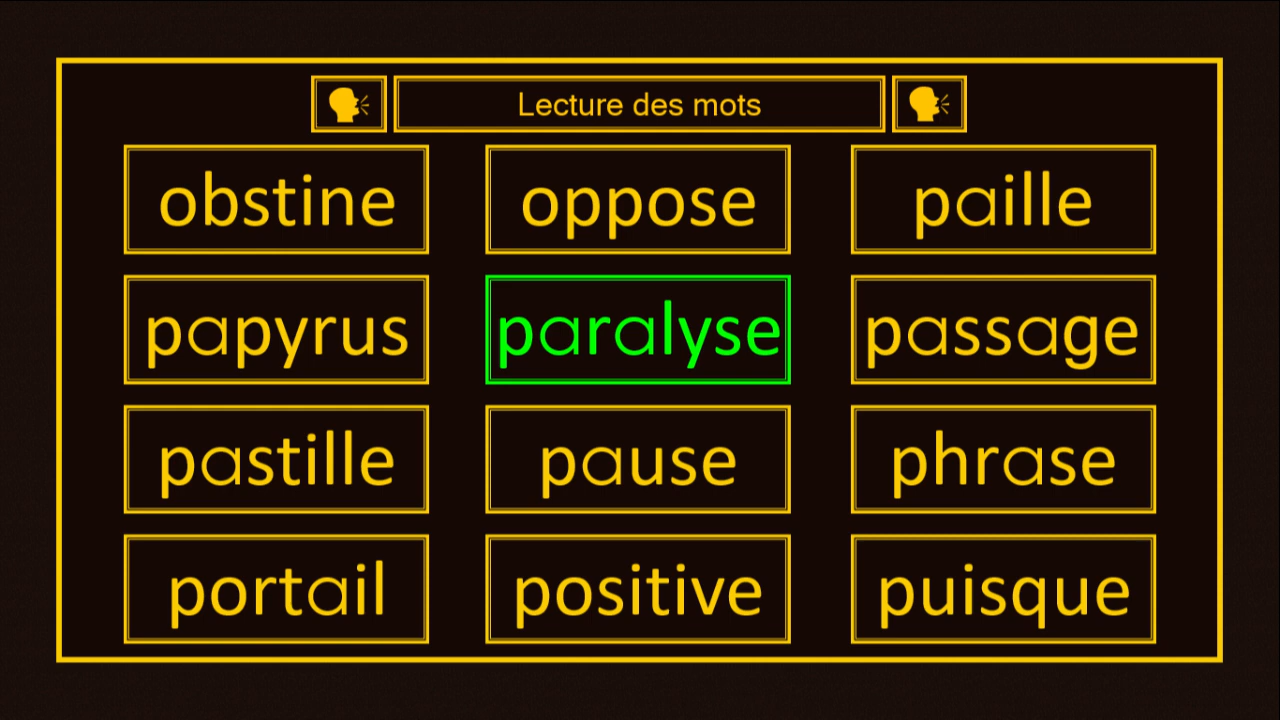 Lecture des mots
obstine oppose paille
papyrus paralyse passage
pastille pause phrase
portail positive puisque